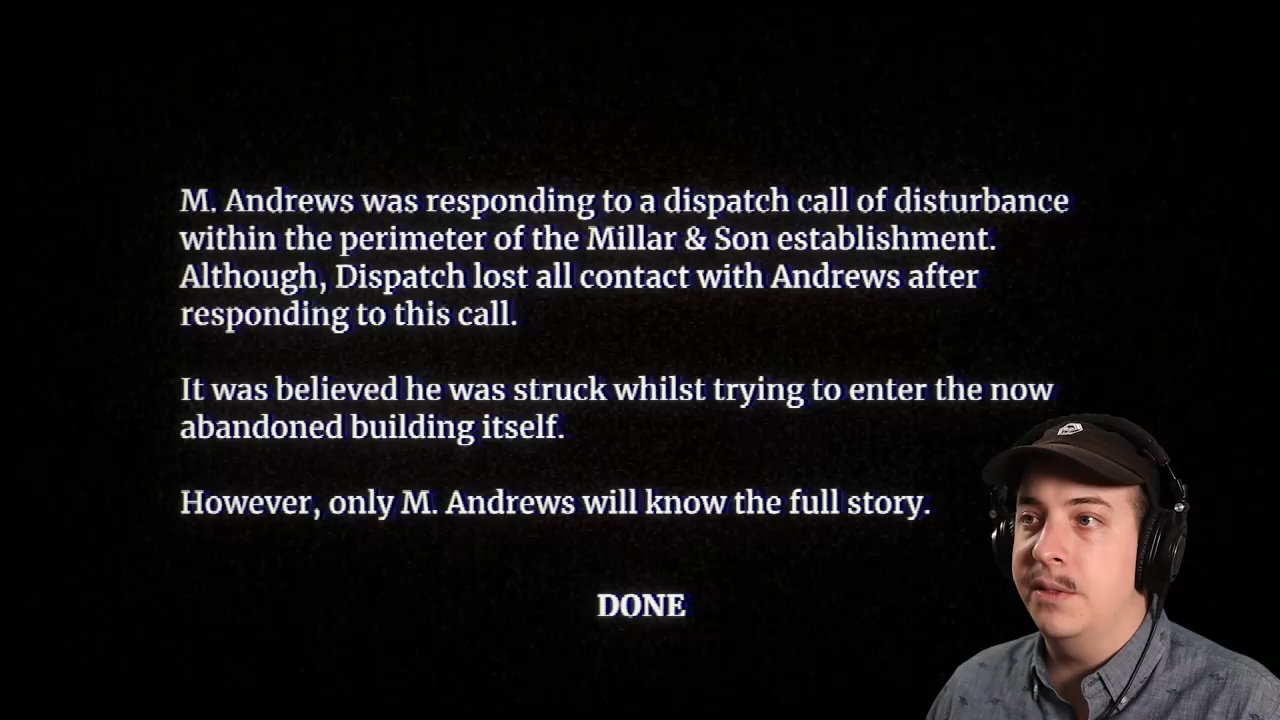 M. Andrews was responding to a dispatch call of disturbance
within the perimeter of the Millar & Son establishment.
Although, Dispatch lost all contact with Andrews after
responding to this call.
It was believed he was struck whilst trying to enter the now
abandoned building itself.
However, only M. Andrews will know the full story.
DONE